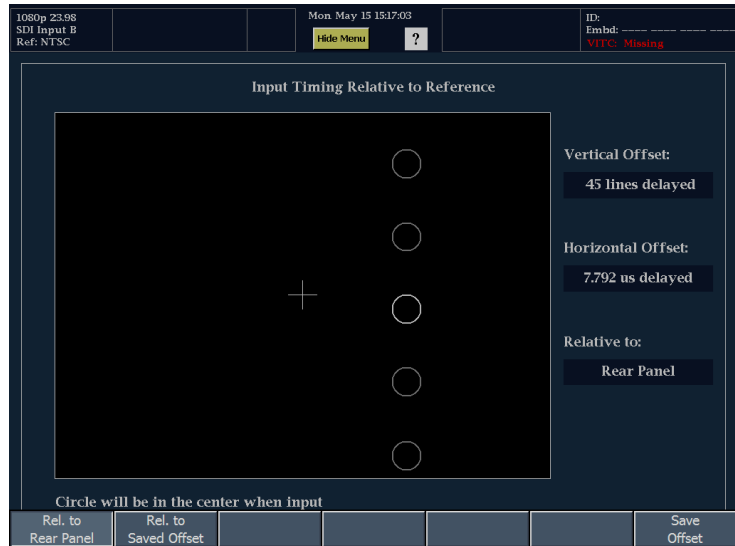 1080p 23.98
SDI Input B
Ref: NTSC
Mon May 15 15:17:03
Hide Menu
?
ID:
Embd: –––– –––– –––– ––––
VITC: Missing
Input Timing Relative to Reference
Vertical Offset:
45 lines delayed
Horizontal Offset:
7.792 us delayed
Relative to:
Rear Panel
Circle will be in the center when input
Rel. to
Rear Panel
Rel. to
Saved Offset
Save
Offset